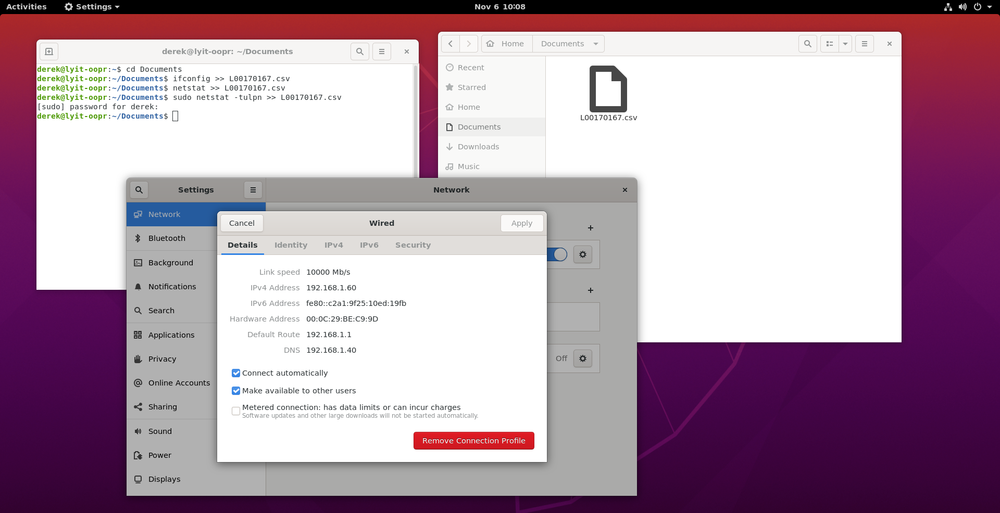 Activities
Settings
Nov 6 10:08
derek@lyit-oopr: ~/Documents
derek@lyit-oopr:~$ cd Documents
derek@lyit-oopr:~/Documents$ ifconfig >> L00170167.csv
derek@lyit-oopr:~/Documents$ netstat >> L00170167.csv
derek@lyit-oopr:~/Documents$ sudo netstat -tulpn >> L00170167.csv
[sudo] password for derek:
derek@lyit-oopr:~/Documents$
Home
Documents
Recent
Starred
Home
Documents
Downloads
Music
L00170167.csv
Settings
Network
Network
Bluetooth
Background
Notifications
Search
Applications
Privacy
Online Accounts
Sharing
Sound
Power
Displays
Off
Cancel
Wired
Apply
Details
Identity
IPv4
IPv6
Security
Link speed 10000 Mb/s
IPv4 Address 192.168.1.60
IPv6 Address fe80::c2a1:9f25:10ed:19fb
Hardware Address 00:0C:29:BE:C9:9D
Default Route 192.168.1.1
DNS 192.168.1.40
Connect automatically
Make available to other users
Metered connection: has data limits or can incur charges
Software updates and other large downloads will not be started automatically.
Remove Connection Profile